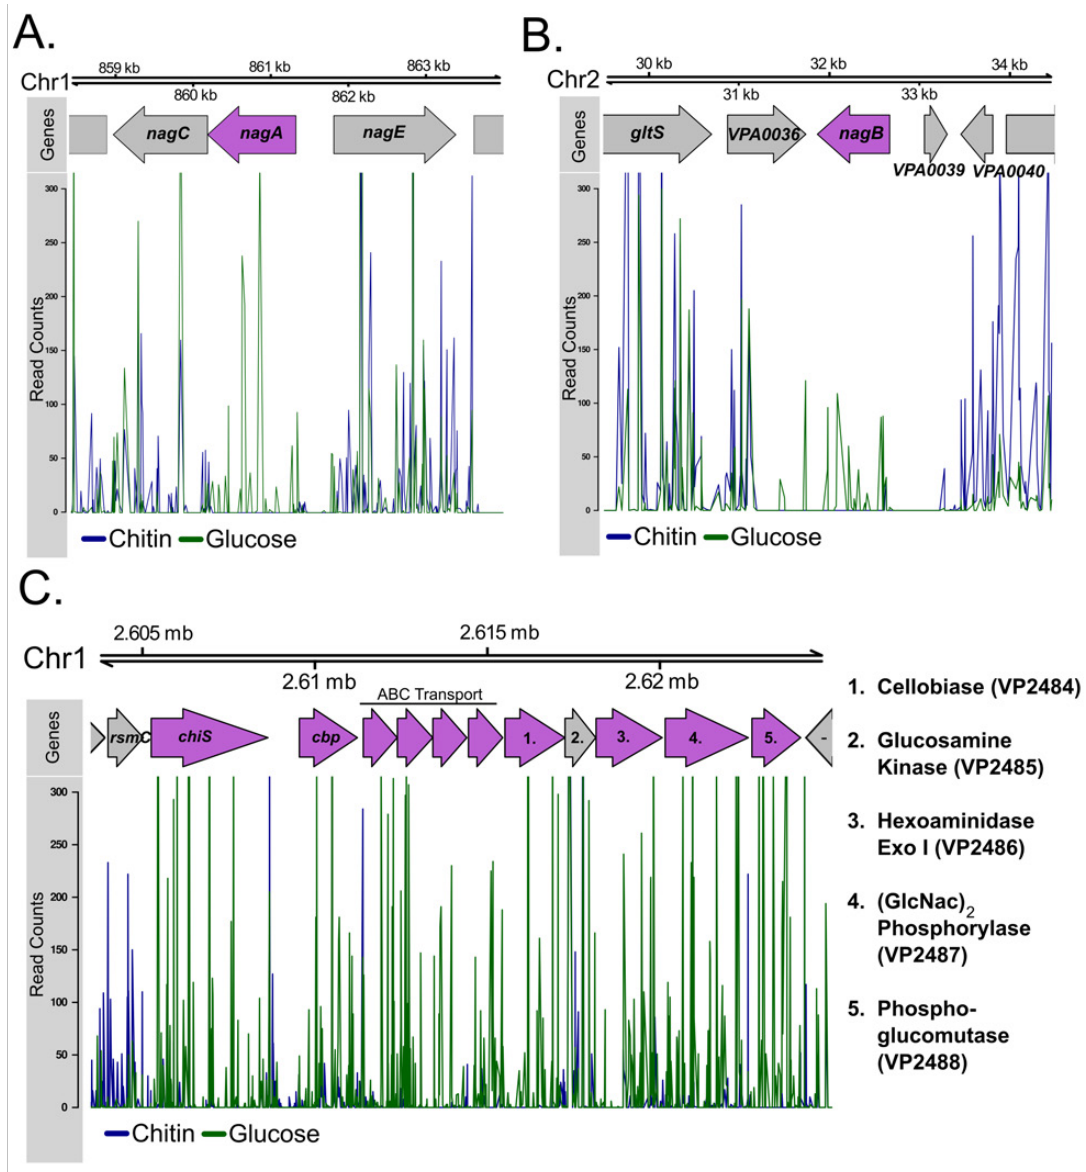 A.
859 kb 861 kb 863 kb
Chr1
860 kb 862 kb
Genes
nagC nagA nagE
Read Counts
300
250
200
150
100
50
0
Chitin Glucose
B.
30 kb 32 kb 34 kb
Chr2
31 kb 33 kb
Genes
gltS VPA0036 nagB
VPA0039 VPA0040
Read Counts
300
250
200
150
100
50
0
Chitin Glucose
C.
2.605 mb 2.615 mb
Chr1
2.61 mb 2.62 mb
ABC Transport
Genes
rsmC chiS cbp 1. 2. 3. 4. 5. -
Read Counts
300
250
200
150
100
50
0
Chitin Glucose
1. Cellobiase (VP2484)
2. Glucosamine
Kinase (VP2485)
3. Hexoaminidase
Exo I (VP2486)
4. (GlcNac)2
Phosphorylase
(VP2487)
5. Phospho-
glucomutase
(VP2488)